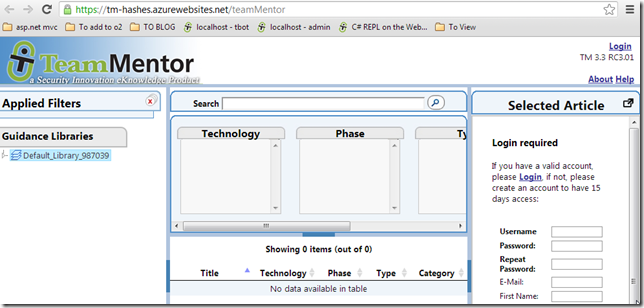 https://tm-hashes.azurewebsites.net/teamMentor
asp.net mvc
To add to o2
TO BLOG
localhost - tbot
localhost - admin
C# REPL on the Web...
To View
TeamMentor
a Security Innovation eKnowledge Product
Login
TM 3.3 RC3.01
About Help
Applied Filters
Guidance Libraries
Default_Library_987039
Search
Technology
Phase
Ty
Showing 0 items (out of 0)
Title Technology Phase Type Category
No data available in table
Selected Article
Login required
If you have a valid account,
please Login, if not, please
create an account to have 15
days access:
Username
Password:
Repeat
Password:
E-Mail:
First Name: